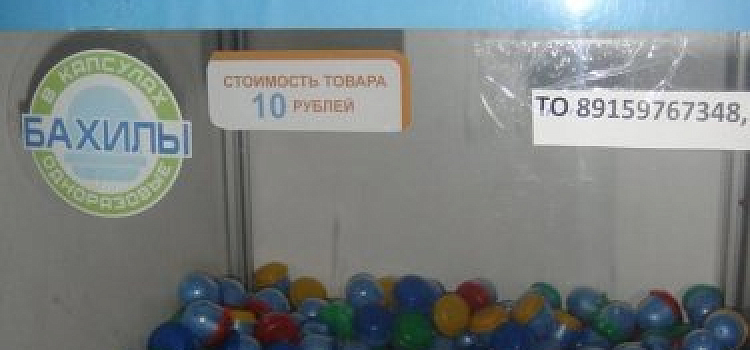 В КАПСУЛАХ
БАХИЛЫ
ОДНОРАЗОВЫЕ
СТОИМОСТЬ ТОВАРА
10 РУБЛЕЙ
ТО 89159767348,